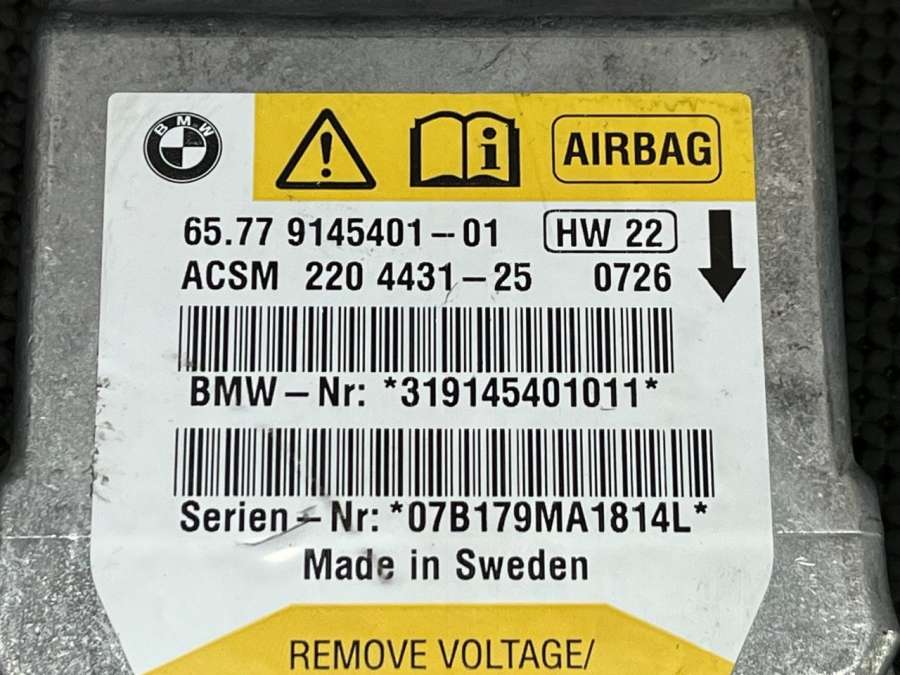 BMW
AIRBAG
65.77 9145401-01 HW 22
ACSM 220 4431-25 0726
BMW-Nr: *319145401011*
Serien-Nr: *07B179MA1814L*
Made in Sweden
REMOVE VOLTAGE/